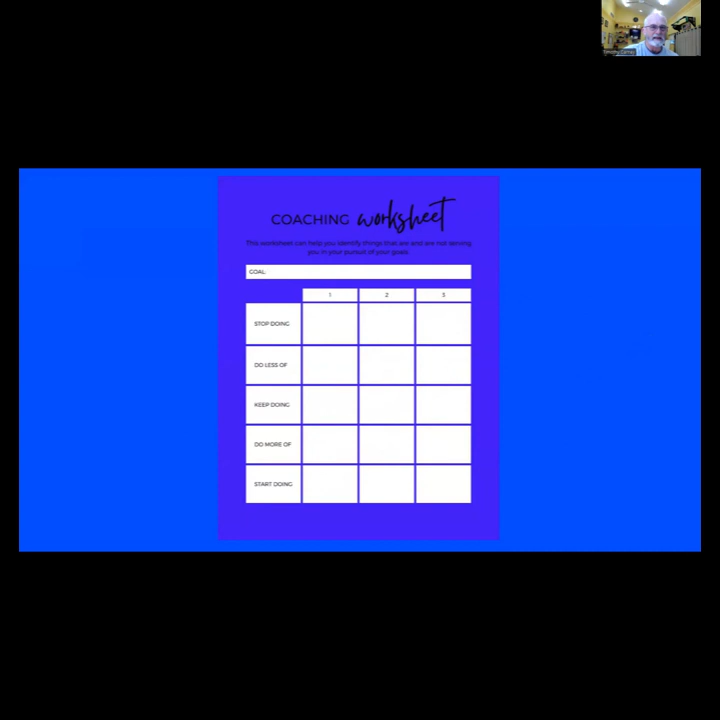 COACHING worksheet
This worksheet can help you identify things that are and are not serving
you in your pursuit of your goals.
GOAL:
1 2 3
STOP DOING
DO LESS OF
KEEP DOING
DO MORE OF
START DOING